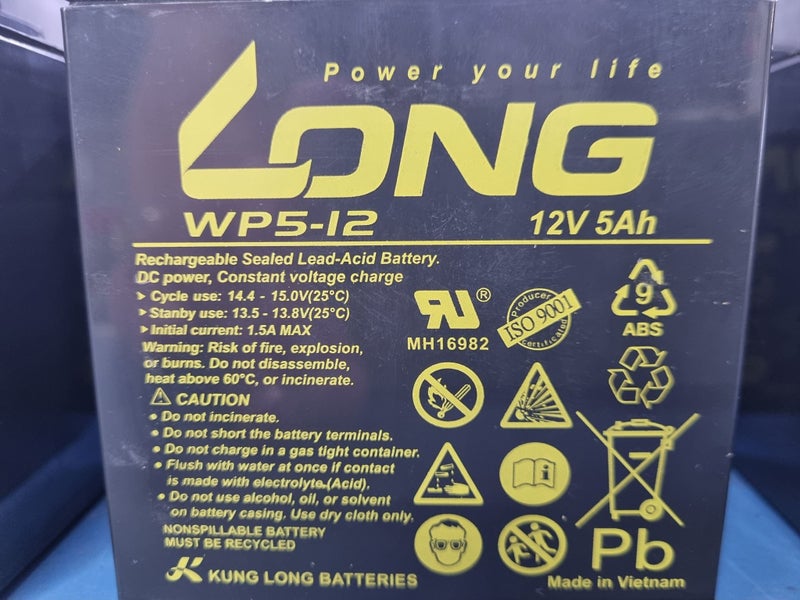 Power your life
LONG
WP5-12
12V 5Ah
Rechargeable Sealed Lead-Acid Battery.
DC power, Constant voltage charge
Cycle use: 14.4 - 15.0V(25°C)
Stanby use: 13.5 - 13.8V(25°C)
Initial current: 1.5A MAX
Warning: Risk of fire, explosion,
or burns. Do not disassemble,
heat above 60°C, or incinerate.
⚠ CAUTION
• Do not incinerate.
• Do not short the battery terminals.
• Do not charge in a gas tight container.
• Flush with water at once if contact
is made with electrolyte.(Acid).
• Do not use alcohol, oil, or solvent
on battery casing. Use dry cloth only.
NONSPILLABLE BATTERY
MUST BE RECYCLED
KUNG LONG BATTERIES
RU®
MH16982
Producer
ISO 9001
certificated
9
ABS
i
Pb
Made in Vietnam